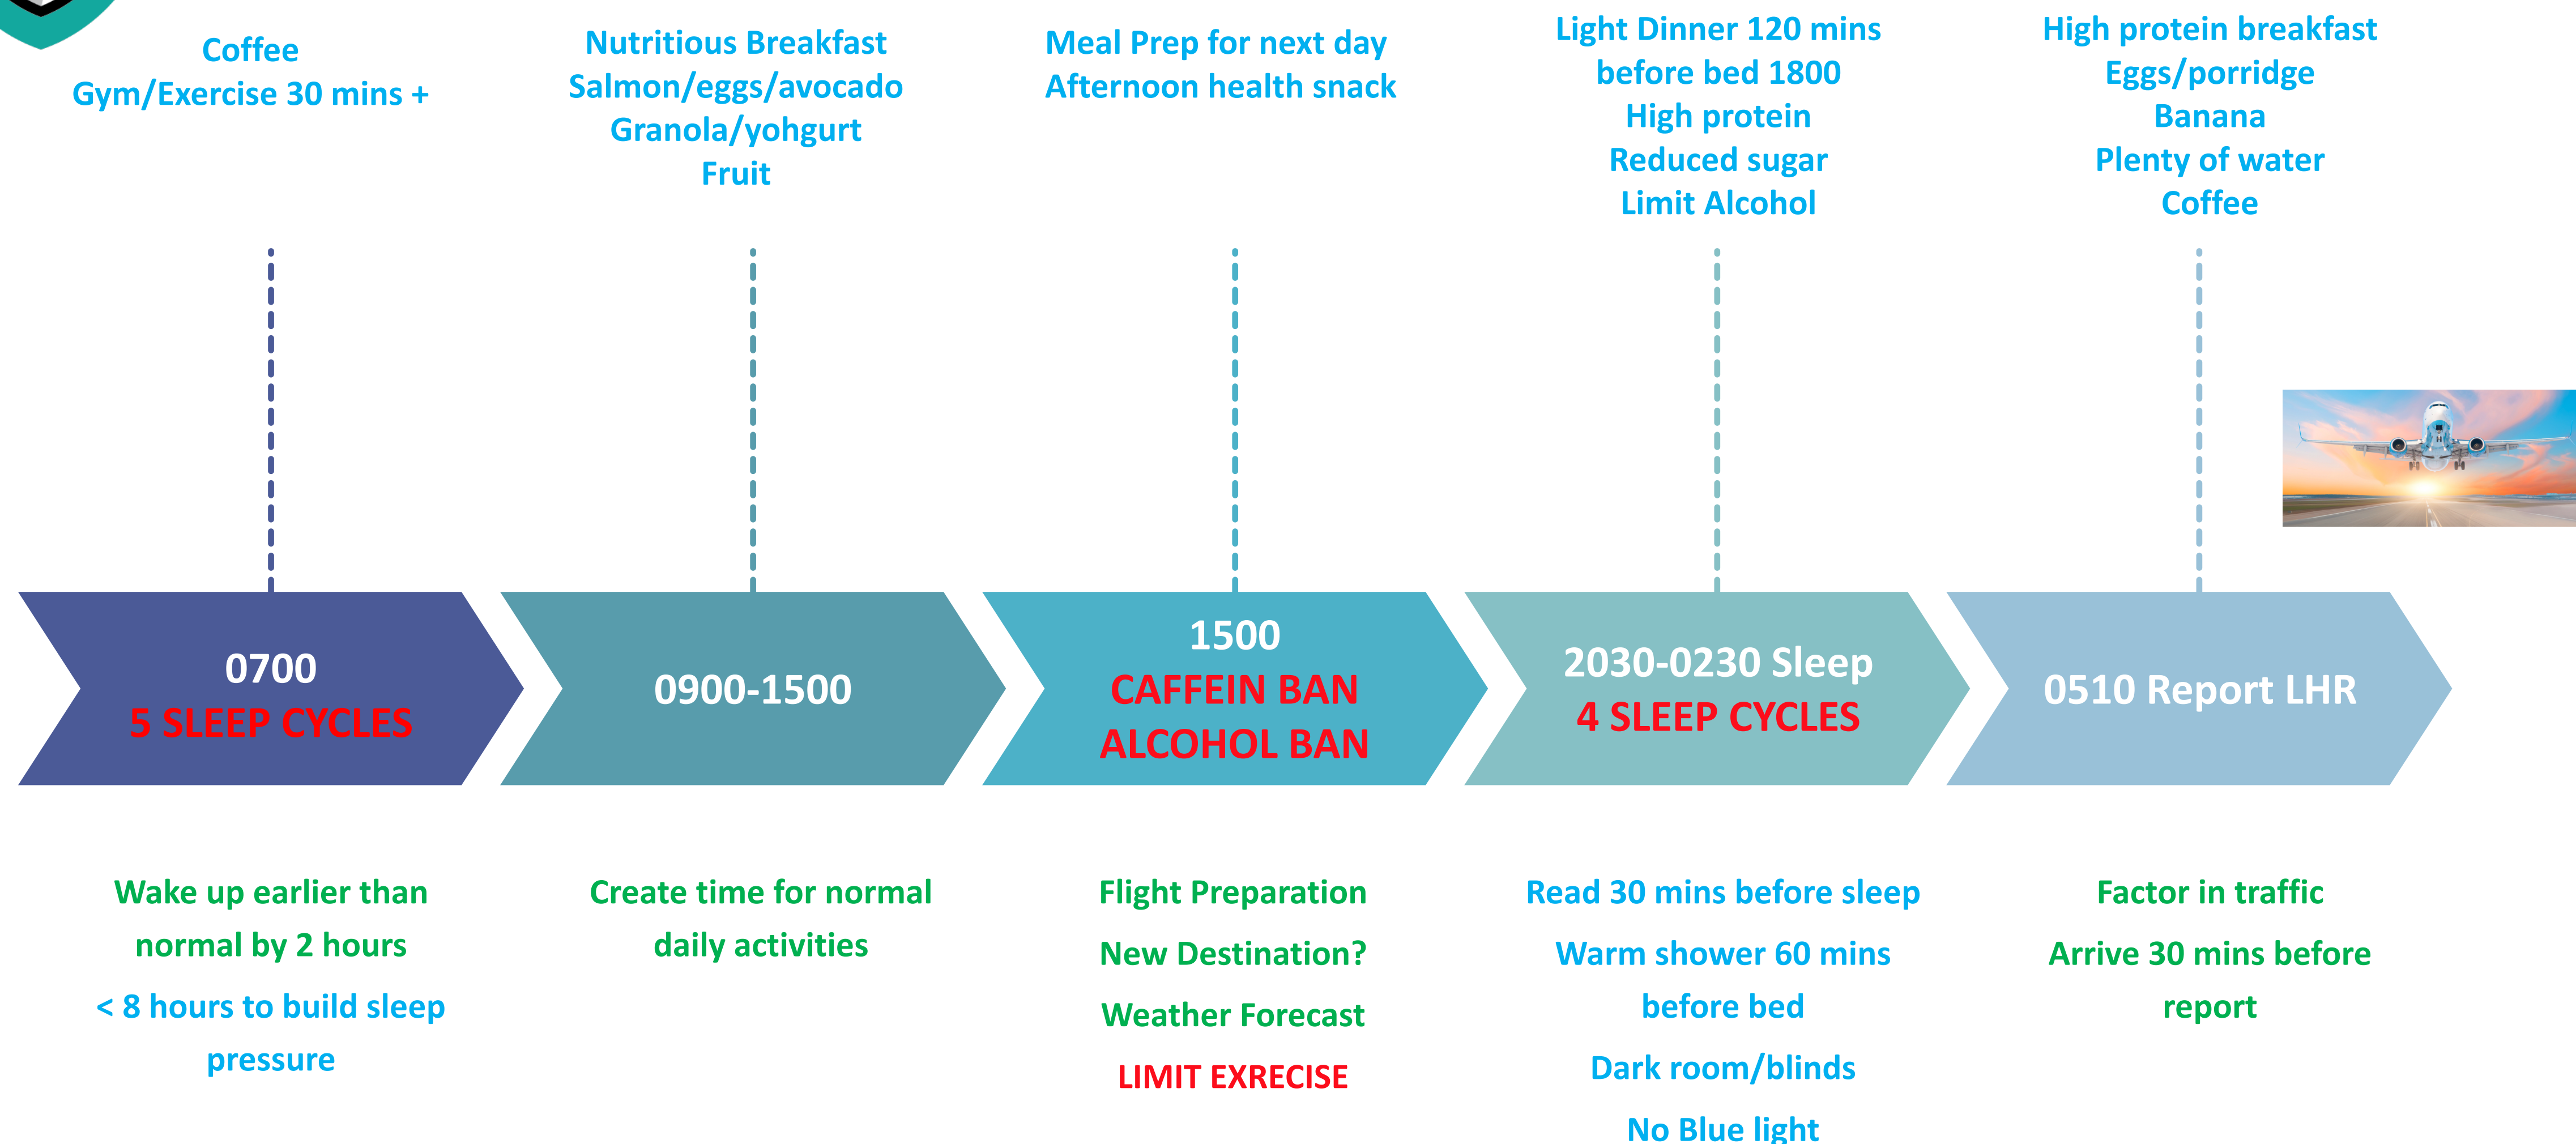 Coffee
Gym/Exercise 30 mins +
Nutritious Breakfast
Salmon/eggs/avocado
Granola/yohgurt
Fruit
Meal Prep for next day
Afternoon health snack
Light Dinner 120 mins
before bed 1800
High protein
Reduced sugar
Limit Alcohol
High protein breakfast
Eggs/porridge
Banana
Plenty of water
Coffee
0700
5 SLEEP CYCLES
0900-1500
1500
CAFFEIN BAN
ALCOHOL BAN
2030-0230 Sleep
4 SLEEP CYCLES
0510 Report LHR
Wake up earlier than
normal by 2 hours
< 8 hours to build sleep
pressure
Create time for normal
daily activities
Flight Preparation
New Destination?
Weather Forecast
LIMIT EXRECISE
Read 30 mins before sleep
Warm shower 60 mins
before bed
Dark room/blinds
No Blue light
Factor in traffic
Arrive 30 mins before
report